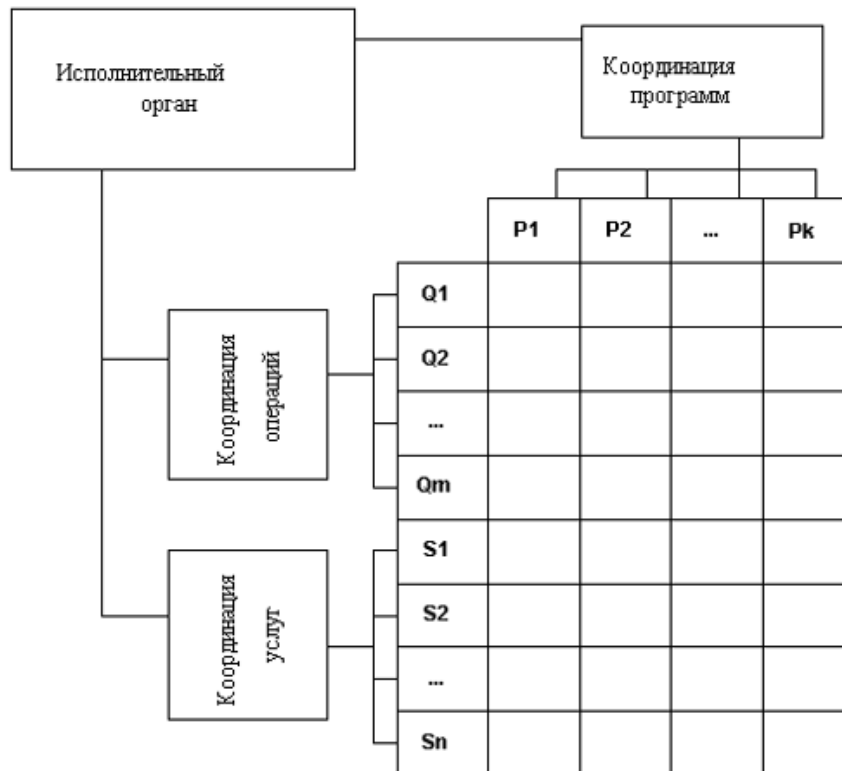 Исполнительный
орган
Координация
программ
P1 P2 ... Pk
Координация
операций
Q1
Q2
...
Qm
Координация
услуг
S1
S2
...
Sn